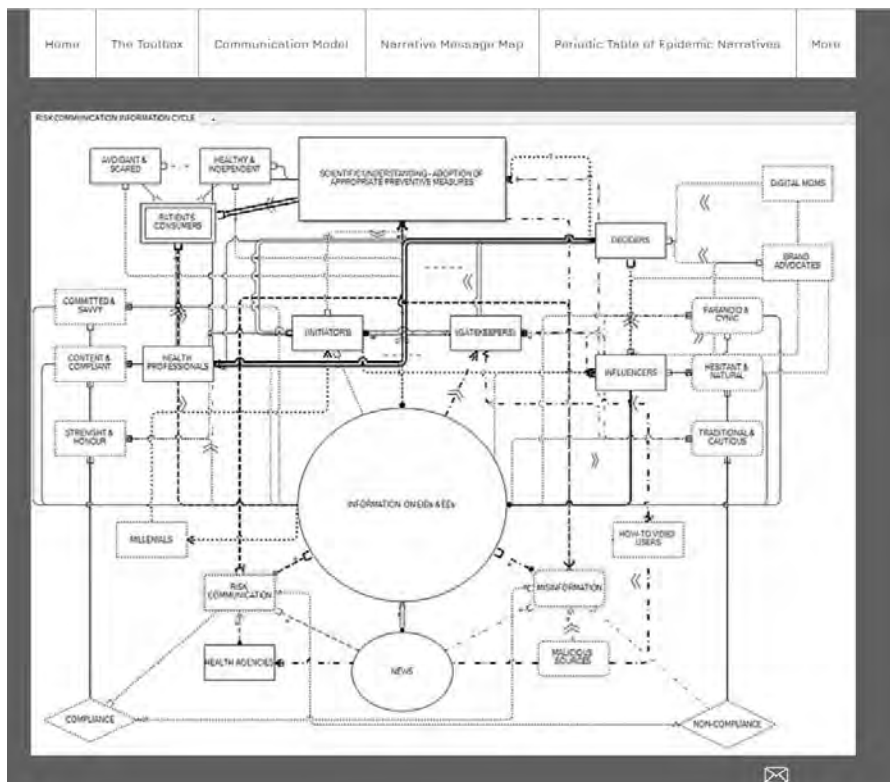 Home
The Toolbox
Communication Model
Narrative Message Map
Periodic Table of Epidemic Narratives
More
RISK COMMUNICATION INFORMATION CYCLE
AVOIDANT &
SCARED
HEALTHY &
INDEPENDENT
SCIENTIFIC UNDERSTANDING - ADOPTION OF
APPROPRIATE PREVENTIVE MEASURES
DIGITAL MOMS
PATIENTS
CONSUMERS
DECIDERS
BRAND
ADVOCATES
COMMITTED &
SAVVY
PARANOID &
CYNIC
(INITIATORS)
(GATEKEEPERS)
CONTENT &
COMPLIANT
HEALTH
PROFESSIONALS
INFLUENCERS
HESITANT &
NATURAL
STRENGHT &
HONOUR
TRADITIONAL &
CAUTIOUS
INFORMATION ON EIDs & EEs
MILLENIALS
HOW-TO VIDEO
USERS
RISK
COMMUNICATION
MISINFORMATION
HEALTH AGENCIES
NEWS
MALICIOUS
SOURCES
COMPLIANCE
NON-COMPLIANCE